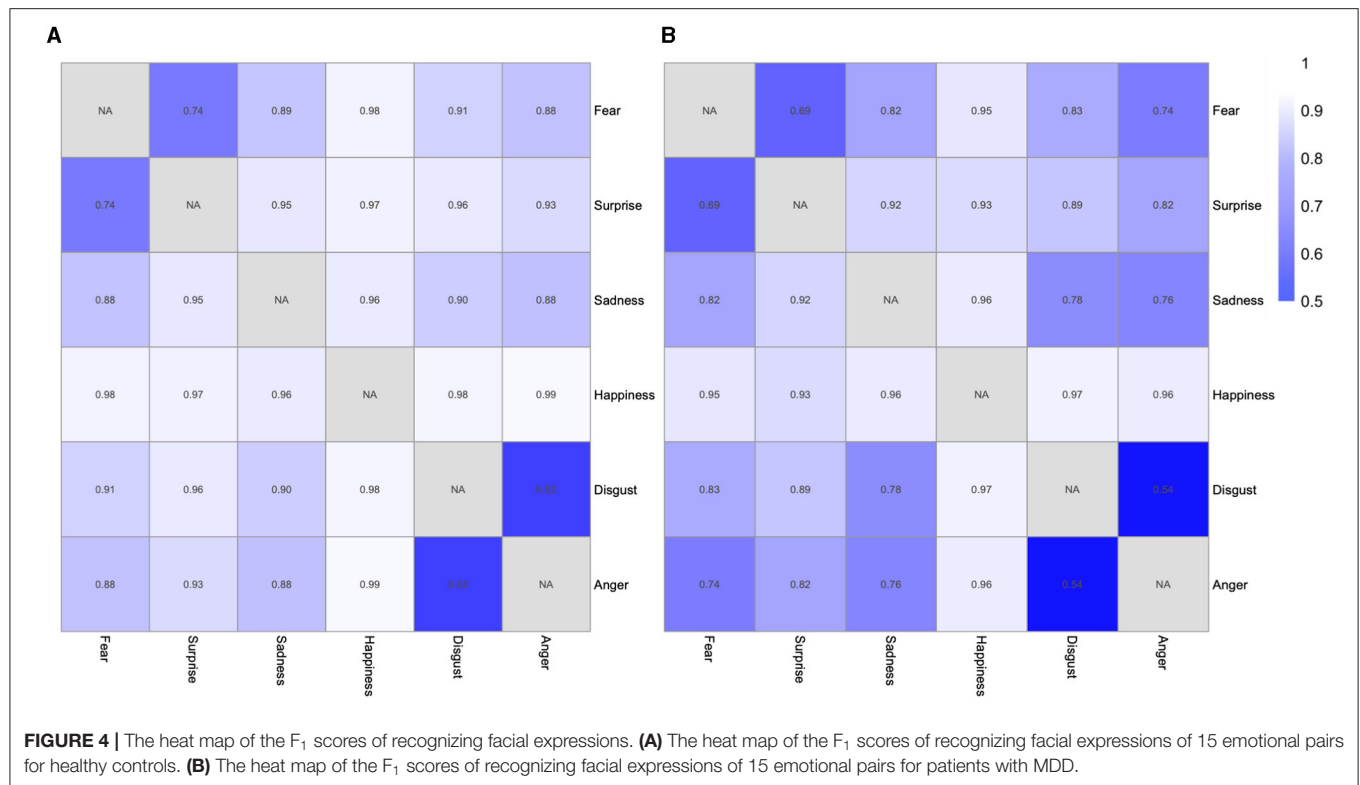 A
B
NA 0.74 0.89 0.98 0.91 0.88 Fear
0.74 NA 0.95 0.97 0.96 0.93 Surprise
0.88 0.95 NA 0.96 0.90 0.88 Sadness
0.98 0.97 0.96 NA 0.98 0.99 Happiness
0.91 0.96 0.90 0.98 NA 0.62 Disgust
0.88 0.93 0.88 0.99 0.62 NA Anger
Fear Surprise Sadness Happiness Disgust Anger
NA 0.69 0.82 0.95 0.83 0.74 Fear
0.69 NA 0.92 0.93 0.89 0.82 Surprise
0.82 0.92 NA 0.96 0.78 0.76 Sadness
0.95 0.93 0.96 NA 0.97 0.96 Happiness
0.83 0.89 0.78 0.97 NA 0.54 Disgust
0.74 0.82 0.76 0.96 0.54 NA Anger
Fear Surprise Sadness Happiness Disgust Anger
1
0.9
0.8
0.7
0.6
0.5
FIGURE 4 | The heat map of the F₁ scores of recognizing facial expressions. (A) The heat map of the F₁ scores of recognizing facial expressions of 15 emotional pairs
for healthy controls. (B) The heat map of the F₁ scores of recognizing facial expressions of 15 emotional pairs for patients with MDD.